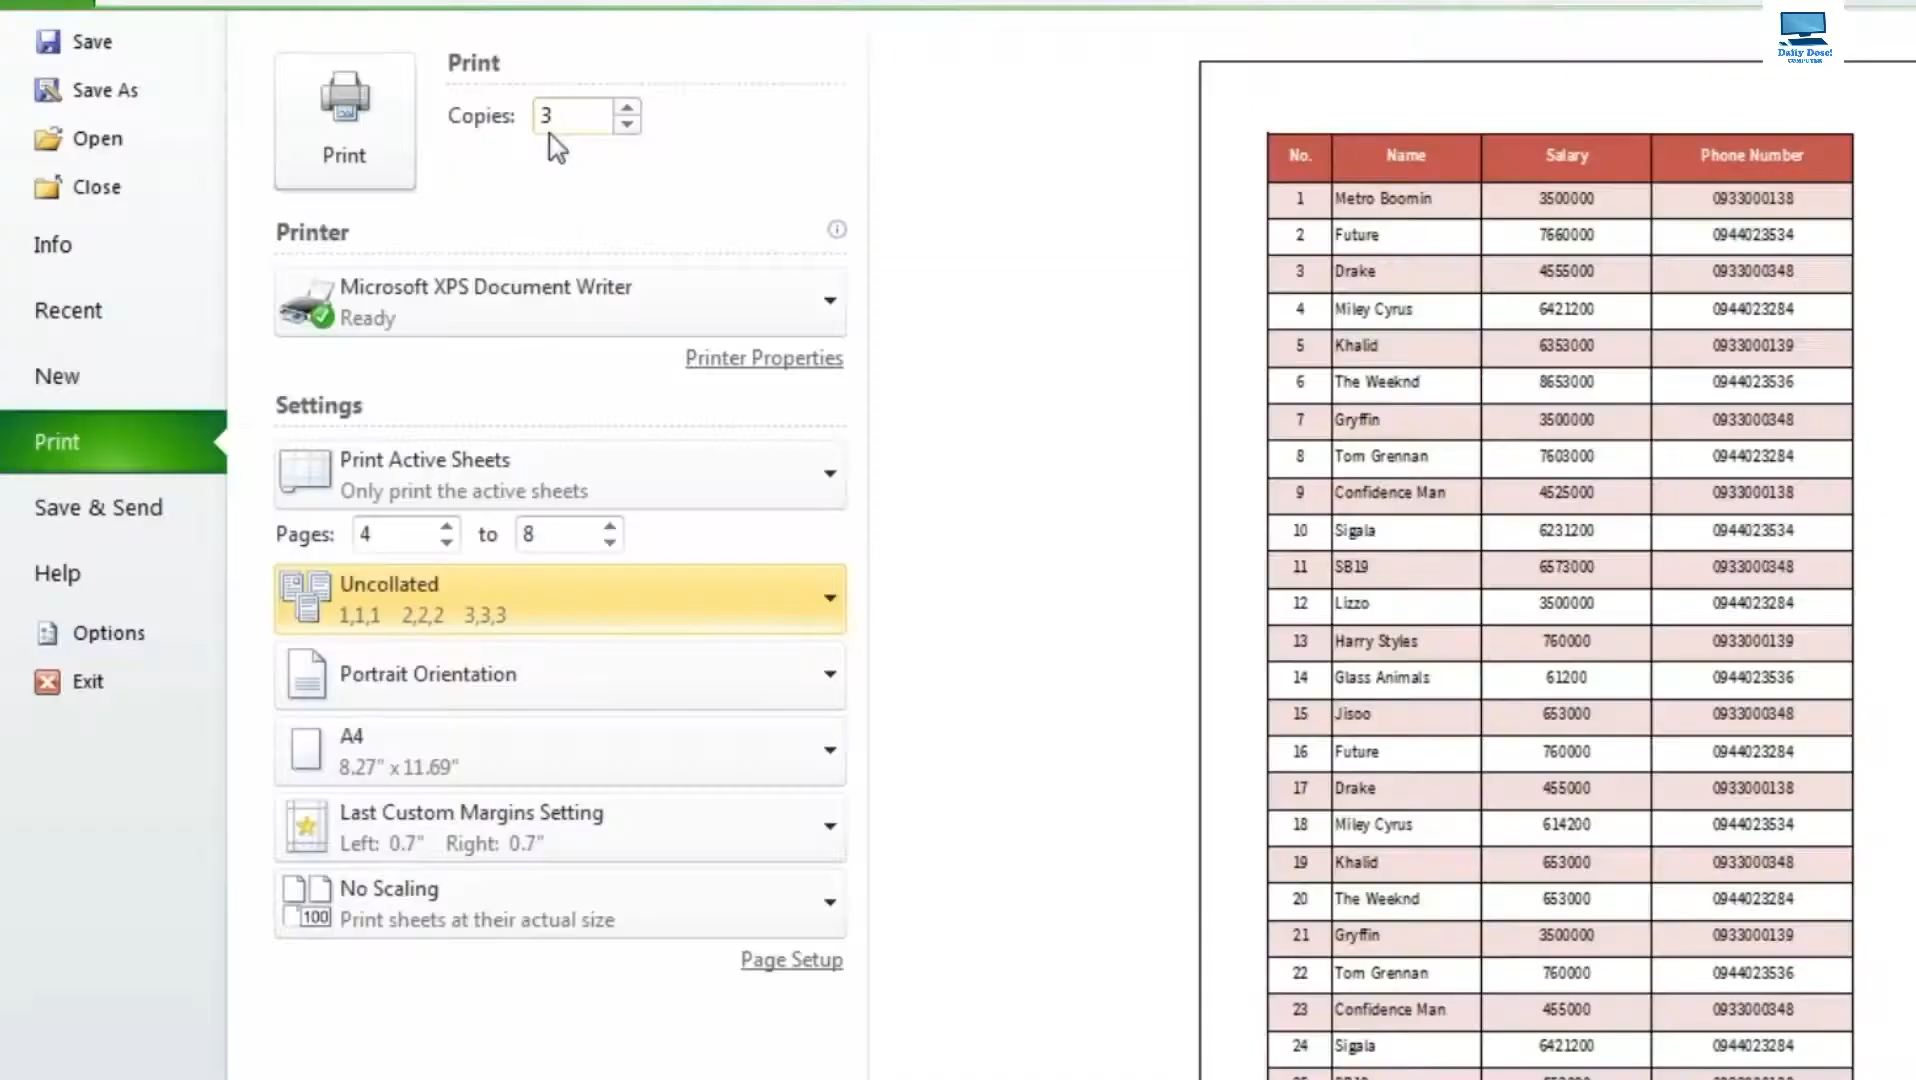 Daily Dose!
COMPUTER
Save
Save As
Open
Close
Info
Recent
New
Print
Save & Send
Help
Options
Exit
Print
Print
Copies: 3
Printer
Microsoft XPS Document Writer
Ready
Printer Properties
Settings
Print Active Sheets
Only print the active sheets
Pages: 4 to 8
Uncollated
1,1,1 2,2,2 3,3,3
Portrait Orientation
A4
8.27" x 11.69"
Last Custom Margins Setting
Left: 0.7" Right: 0.7"
100
No Scaling
Print sheets at their actual size
Page Setup
No. Name Salary Phone Number
1 Metro Boomin 3500000 0933000138
2 Future 7660000 0944023534
3 Drake 4555000 0933000348
4 Miley Cyrus 6421200 0944023284
5 Khalid 6353000 0933000139
6 The Weeknd 8653000 0944023536
7 Gryffin 3500000 0933000348
8 Tom Grennan 7603000 0944023284
9 Confidence Man 4525000 0933000138
10 Sigala 6231200 0944023534
11 SB19 6573000 0933000348
12 Lizzo 3500000 0944023284
13 Harry Styles 760000 0933000139
14 Glass Animals 61200 0944023536
15 Jisoo 653000 0933000348
16 Future 760000 0944023284
17 Drake 455000 0933000138
18 Miley Cyrus 614200 0944023534
19 Khalid 653000 0933000348
20 The Weeknd 653000 0944023284
21 Gryffin 3500000 0933000139
22 Tom Grennan 760000 0944023536
23 Confidence Man 455000 0933000348
24 Sigala 6421200 0944023284